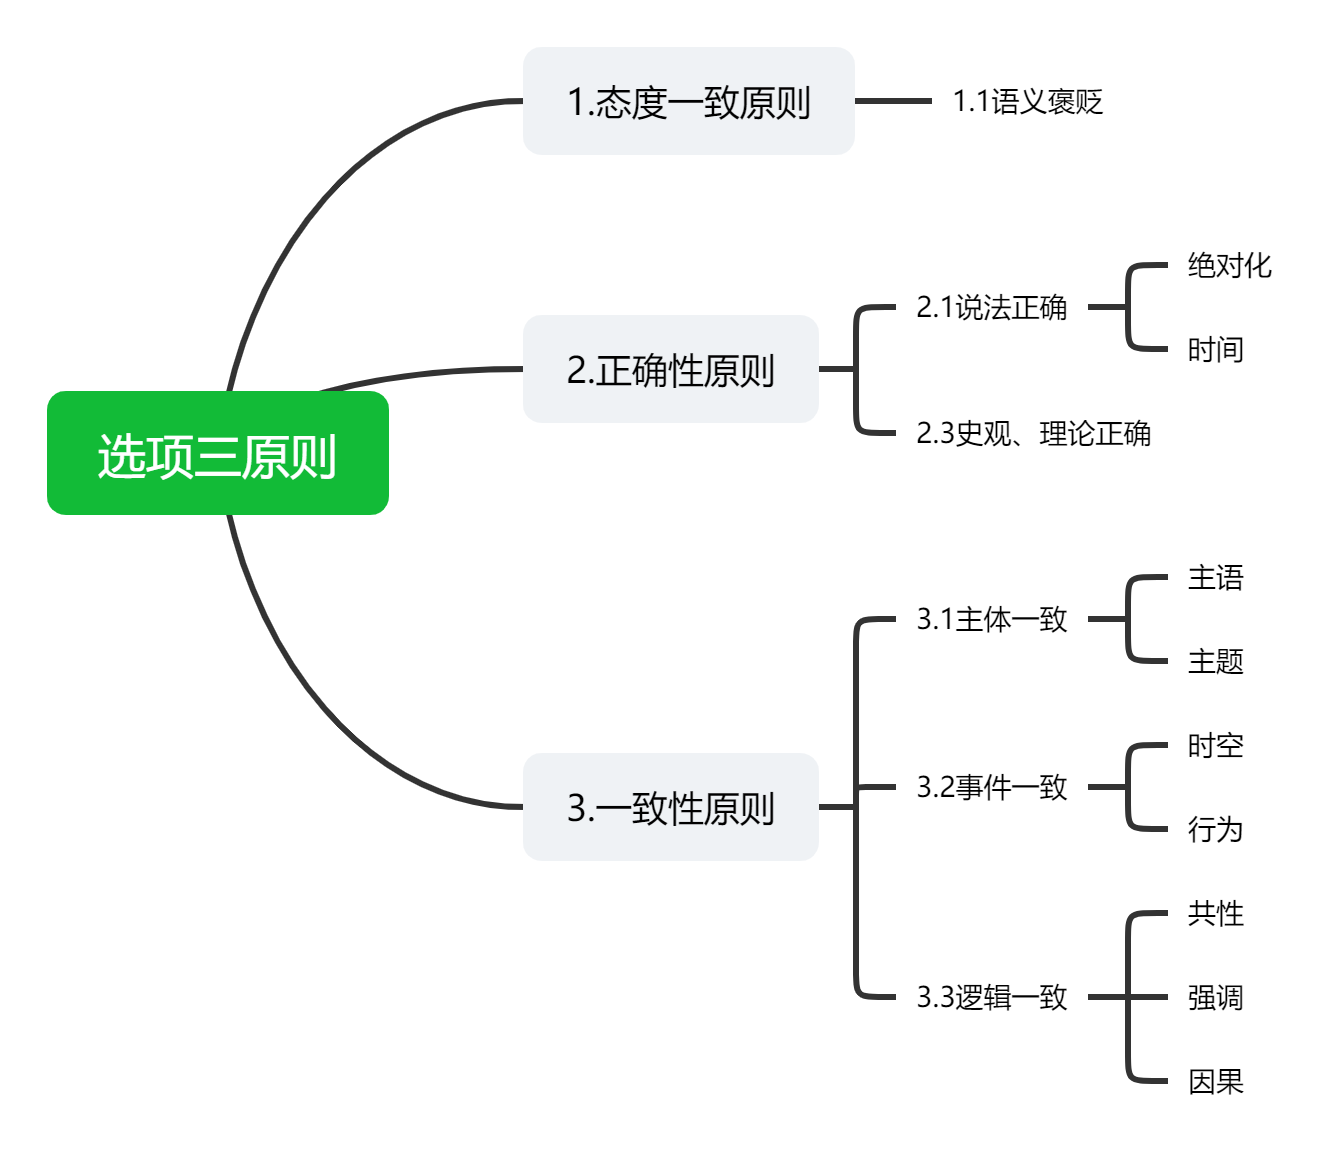 选项三原则
1.态度一致原则
1.1语义褒贬
2.正确性原则
2.1说法正确
绝对化
时间
2.3史观、理论正确
3.一致性原则
3.1主体一致
主语
主题
3.2事件一致
时空
行为
3.3逻辑一致
共性
强调
因果